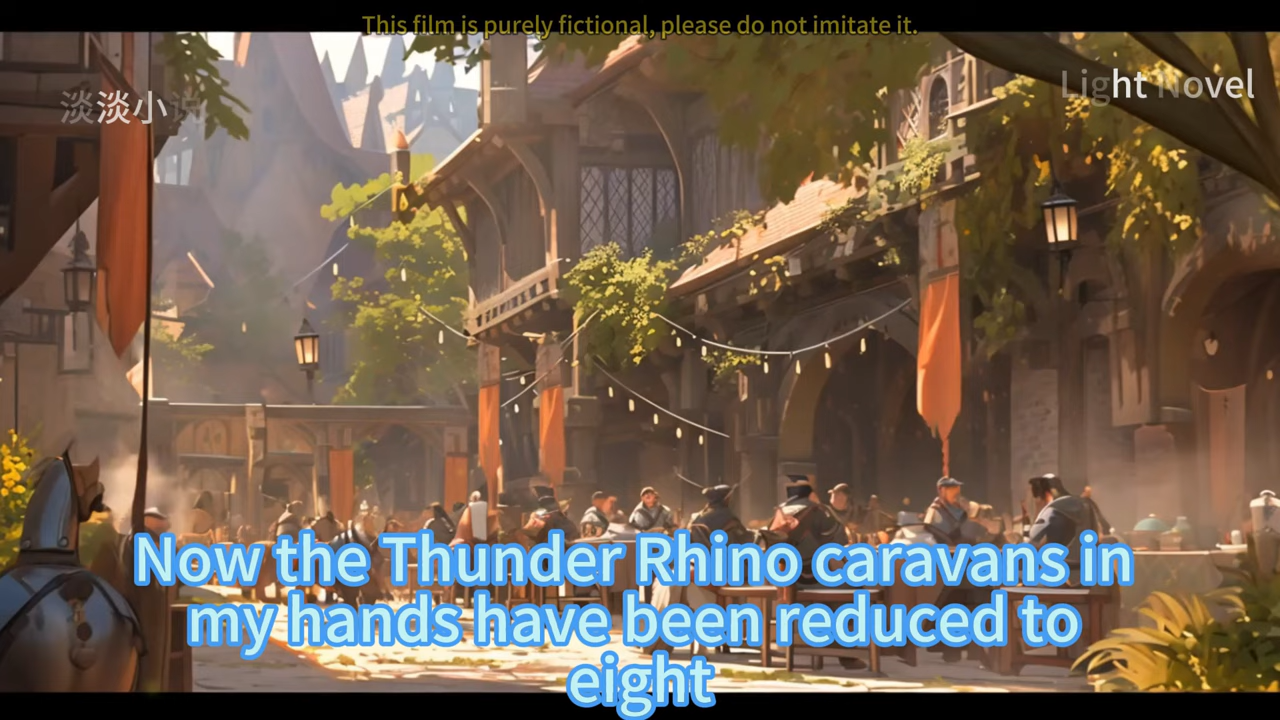 This film is purely fictional, please do not imitate it.
淡淡小说
Light Novel
Now the Thunder Rhino caravans in
my hands have been reduced to
eight